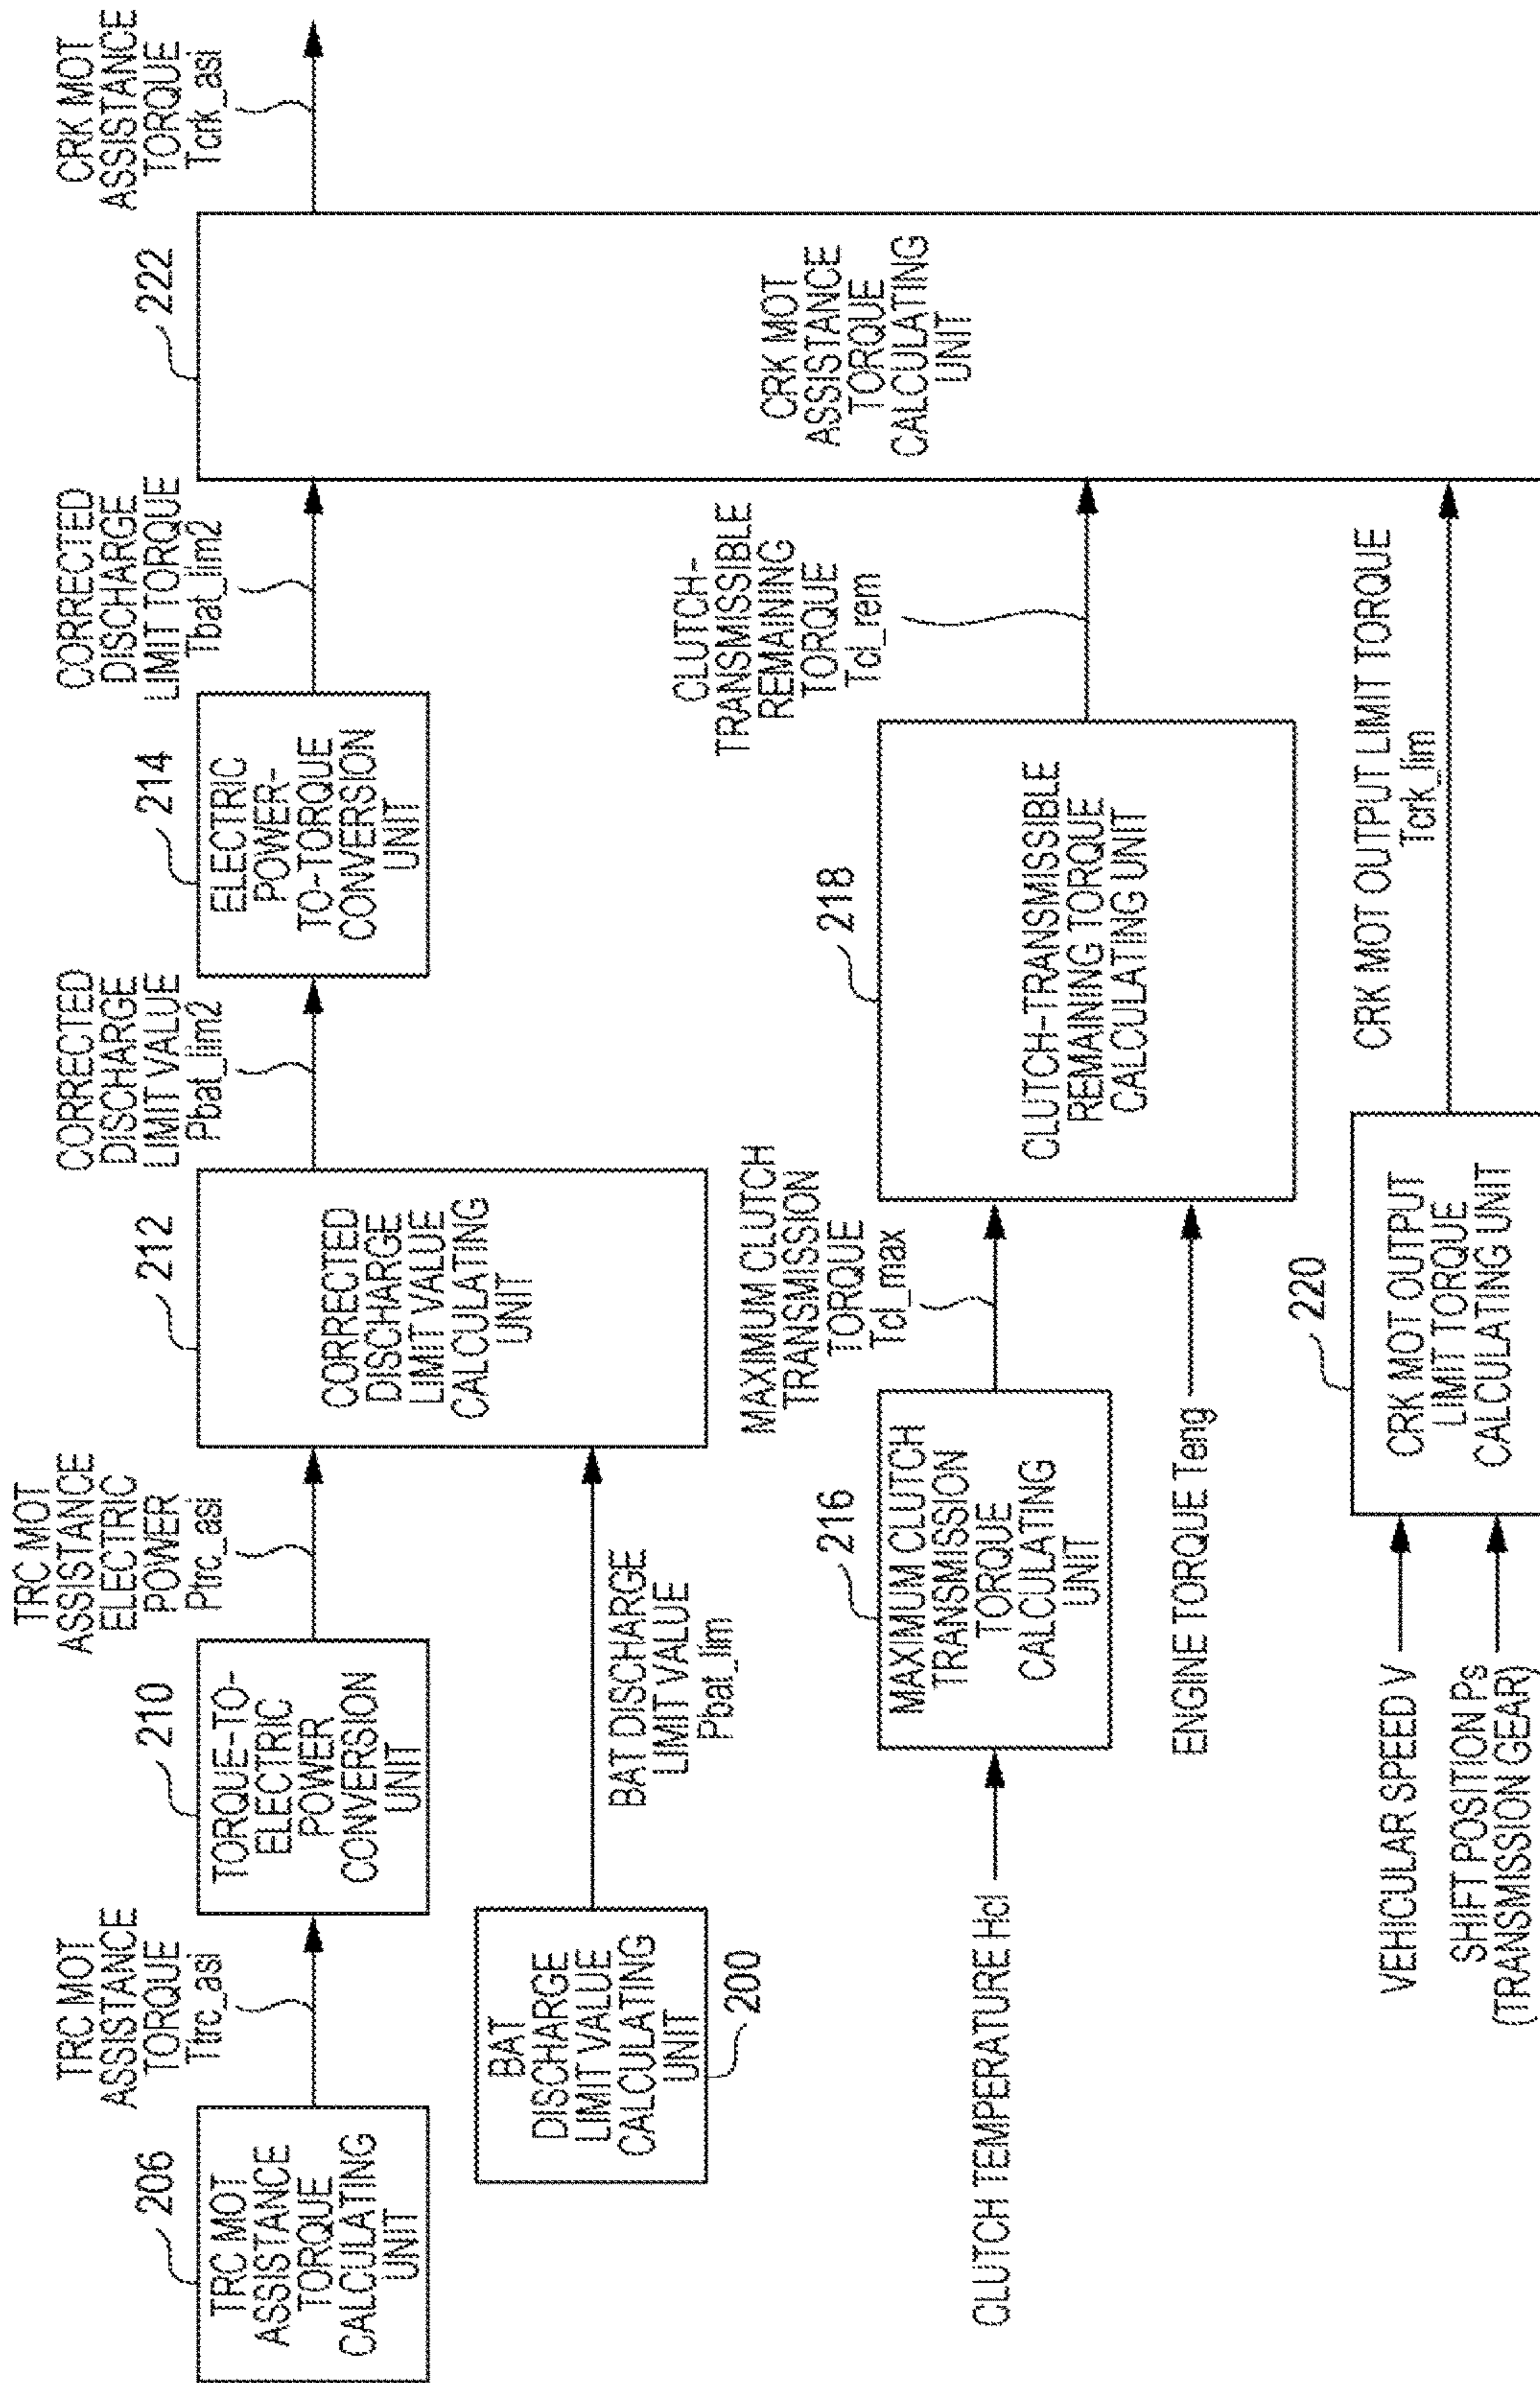 206
TRC MOT
ASSISTANCE
TORQUE
CALCULATING
UNIT
TRC MOT
ASSISTANCE
TORQUE
Ttrc_asi
210
TORQUE-TO-
ELECTRIC
POWER
CONVERSION
UNIT
TRC MOT
ASSISTANCE
ELECTRIC
POWER
Ptrc_asi
212
CORRECTED
DISCHARGE
LIMIT VALUE
CALCULATING
UNIT
CORRECTED
DISCHARGE
LIMIT VALUE
Pbat_lim2
214
ELECTRIC
POWER-
TO-TORQUE
CONVERSION
UNIT
CORRECTED
DISCHARGE
LIMIT TORQUE
Tbat_lim2
222
CRK MOT
ASSISTANCE
TORQUE
CALCULATING
UNIT
CRK MOT
ASSISTANCE
TORQUE
Tcrk_asi
BAT
DISCHARGE
LIMIT VALUE
CALCULATING
UNIT
200
BAT DISCHARGE
LIMIT VALUE
Pbat_lim
CLUTCH TEMPERATURE Hcl
216
MAXIMUM CLUTCH
TRANSMISSION
TORQUE
CALCULATING
UNIT
MAXIMUM CLUTCH
TRANSMISSION
TORQUE
Tcl_max
ENGINE TORQUE Teng
218
CLUTCH-TRANSMISSIBLE
REMAINING TORQUE
CALCULATING UNIT
CLUTCH-
TRANSMISSIBLE
REMAINING
TORQUE
Tcl_rem
VEHICULAR SPEED V
SHIFT POSITION Ps
(TRANSMISSION GEAR)
220
CRK MOT OUTPUT
LIMIT TORQUE
CALCULATING UNIT
CRK MOT OUTPUT LIMIT TORQUE
Tcrk_lim